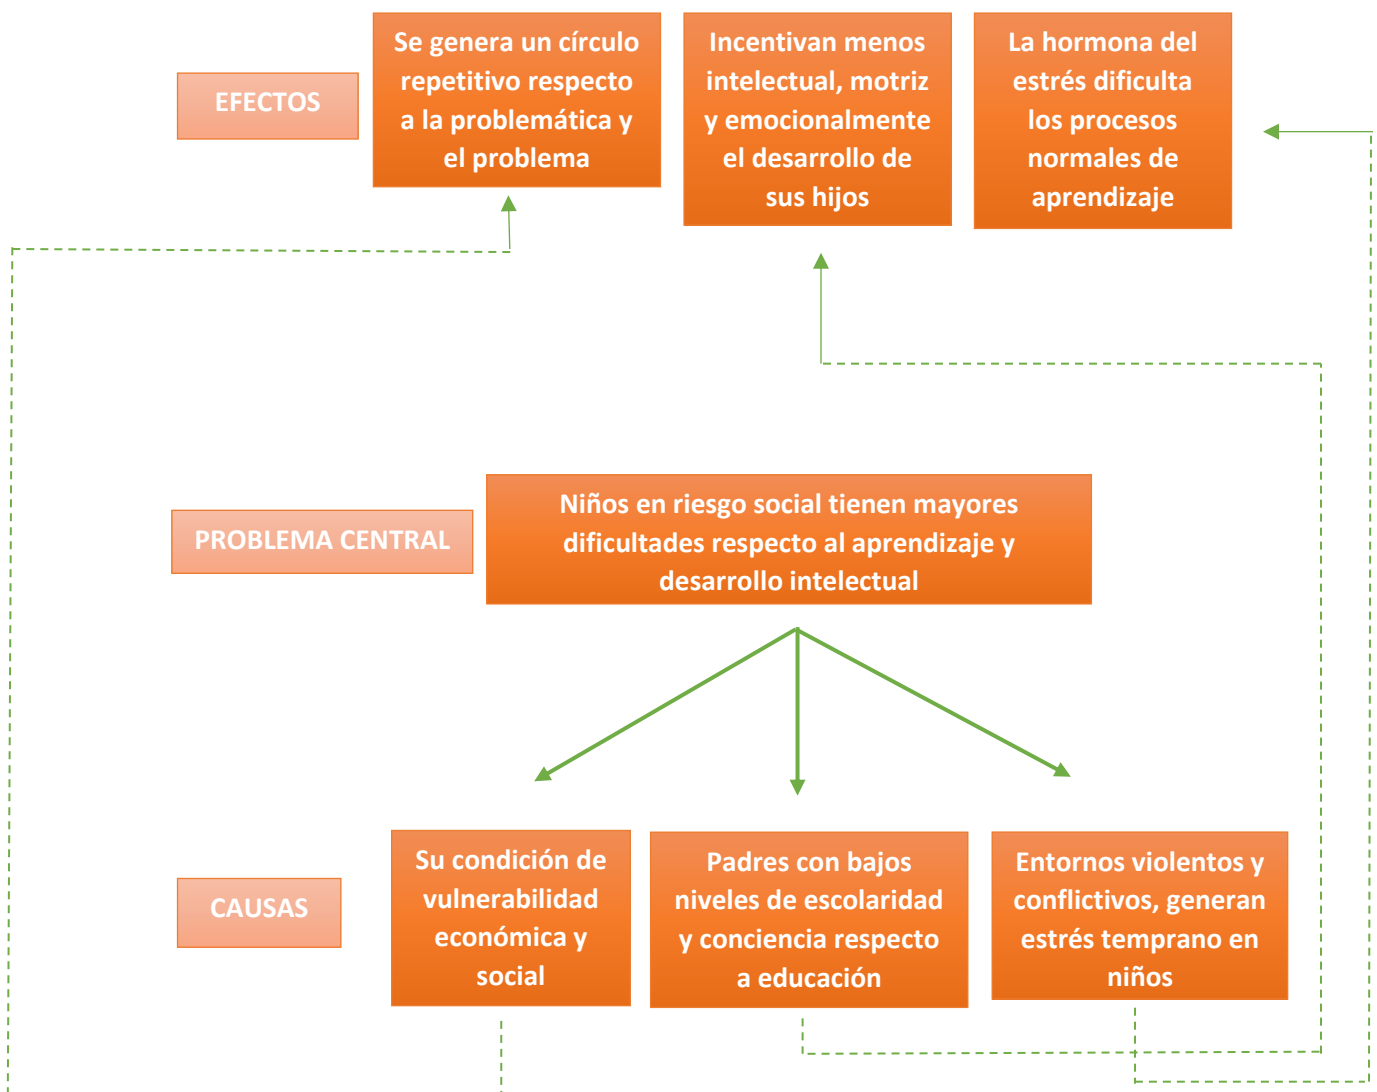 EFECTOS
Se genera un círculo
repetitivo respecto
a la problemática y
el problema
Incentivan menos
intelectual, motriz
y emocionalmente
el desarrollo de
sus hijos
La hormona del
estrés dificulta
los procesos
normales de
aprendizaje
PROBLEMA CENTRAL
Niños en riesgo social tienen mayores
dificultades respecto al aprendizaje y
desarrollo intelectual
CAUSAS
Su condición de
vulnerabilidad
económica y
social
Padres con bajos
niveles de escolaridad
y conciencia respecto
a educación
Entornos violentos y
conflictivos, generan
estrés temprano en
niños